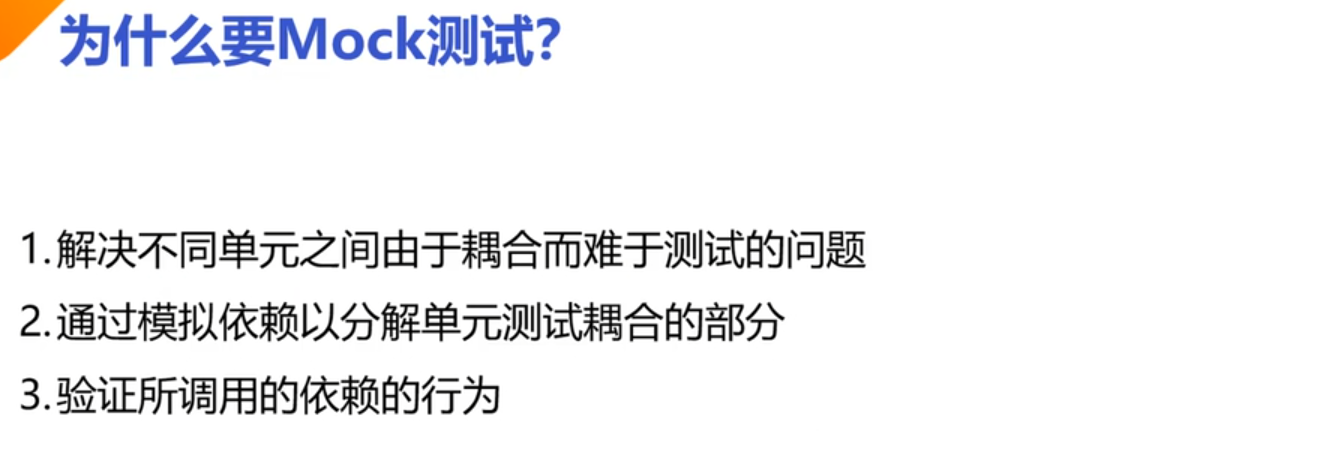 为什么要Mock测试?
1.解决不同单元之间由于耦合而难于测试的问题
2.通过模拟依赖以分解单元测试耦合的部分
3.验证所调用的依赖的行为